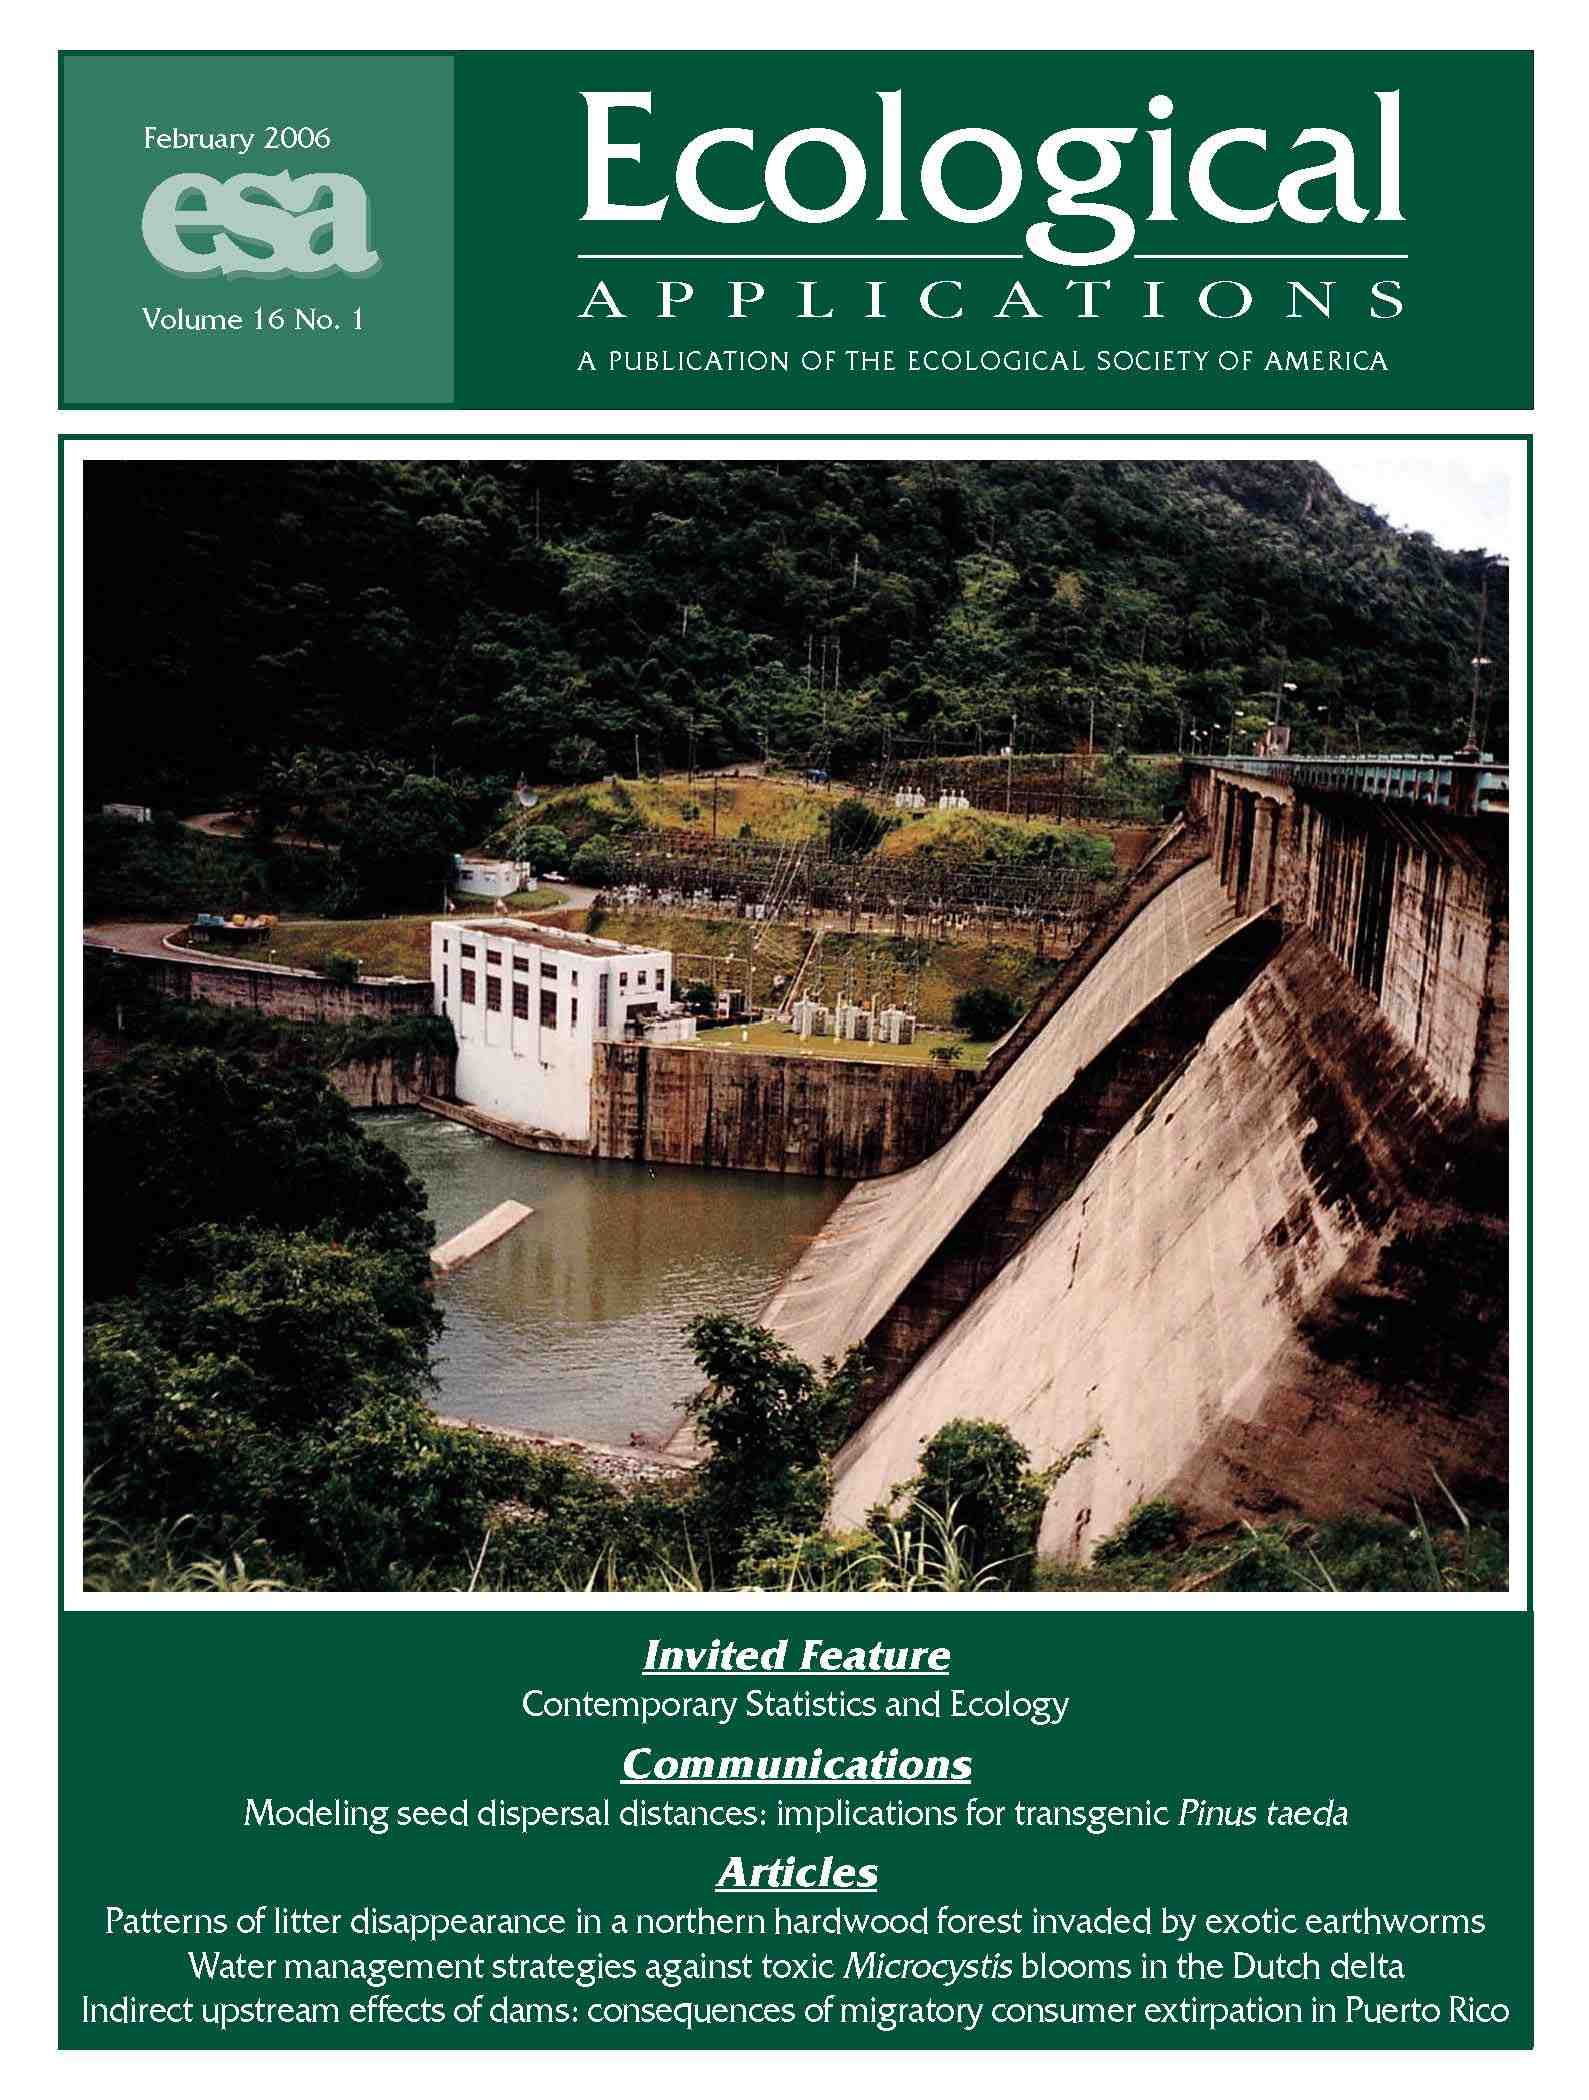 February 2006
esa
Volume 16 No. 1
Ecological
APPLICATIONS
A PUBLICATION OF THE ECOLOGICAL SOCIETY OF AMERICA
Invited Feature
Contemporary Statistics and Ecology
Communications
Modeling seed dispersal distances: implications for transgenic Pinus taeda
Articles
Patterns of litter disappearance in a northern hardwood forest invaded by exotic earthworms
Water management strategies against toxic Microcystis blooms in the Dutch delta
Indirect upstream effects of dams: consequences of migratory consumer extirpation in Puerto Rico